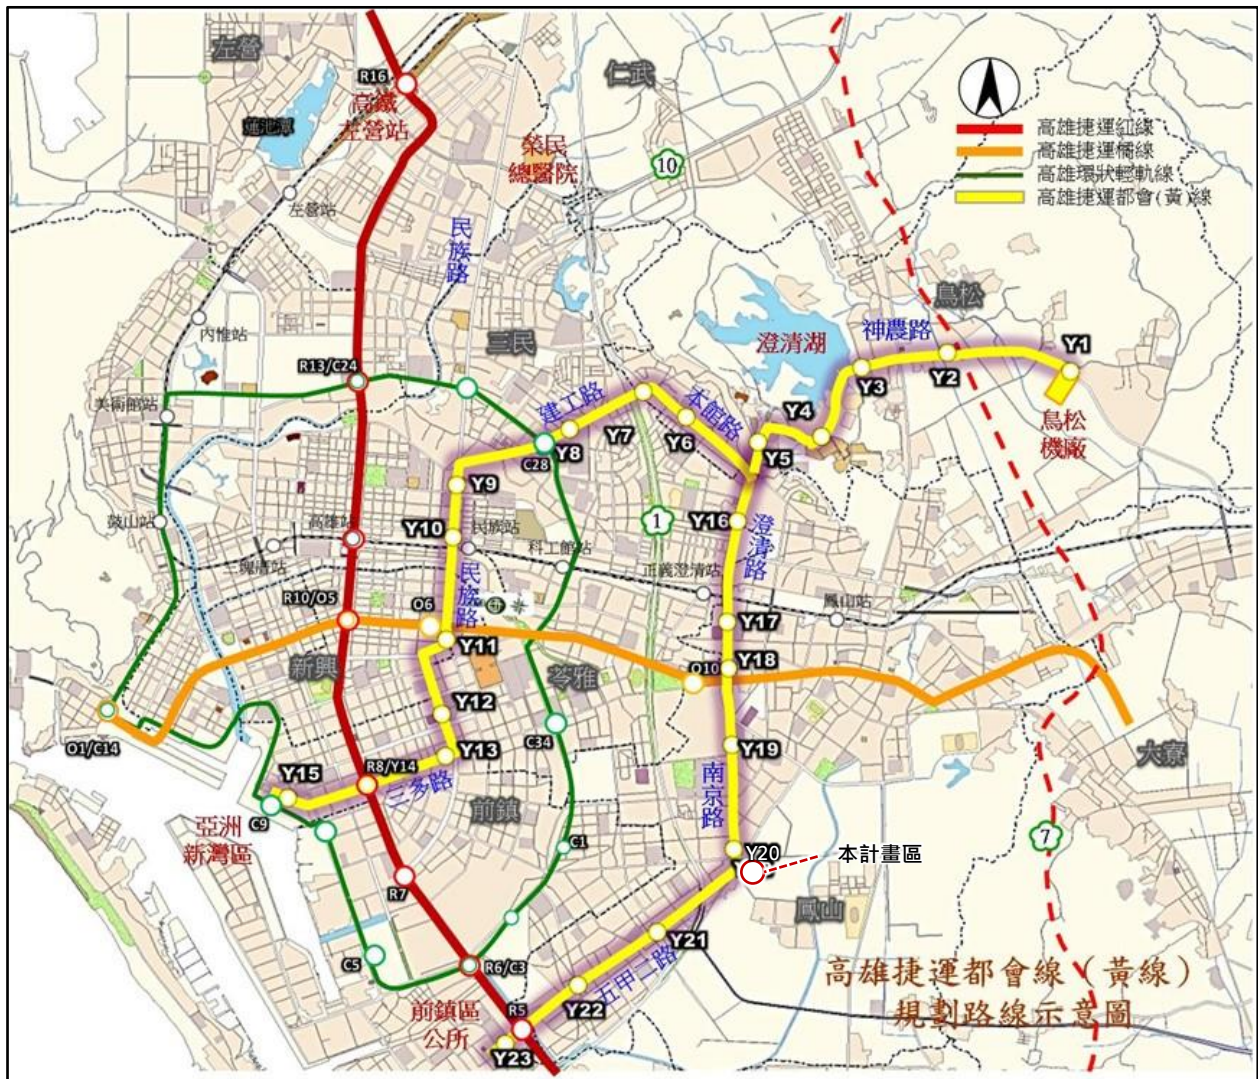 左營
仁武
R16
高鐵
左營站
蓮池潭
榮民
總醫院
10
高雄捷運紅線
高雄捷運橘線
高雄環狀輕軌線
高雄捷運都會(黃)線
左營站
民族路
內惟站
三民
鳥松
澄清湖
神農路
R13/C24
Y1
Y2
Y3
美術館站
建工路
本館路
Y4
鳥松
機廠
Y7
Y6
Y8
Y5
C28
Y9
鼓山站
高雄站
Y10
民族站
1
Y16
澄清路
科工館站
三塊厝站
正義澄清站
民族路
R10/O5
O6
鳳山站
Y17
Y11
新興
苓雅
O10
Y18
Y12
O1/C14
C34
Y13
Y19
大寮
R8/Y14
Y15
三多路
南京路
C9
前鎮
亞洲
新灣區
C1
7
Y20
本計畫區
R7
鳳山
Y21
C5
R6/C3
五甲二路
高雄捷運都會線（黃線）
規劃路線示意圖
Y22
前鎮區
公所
R5
Y23